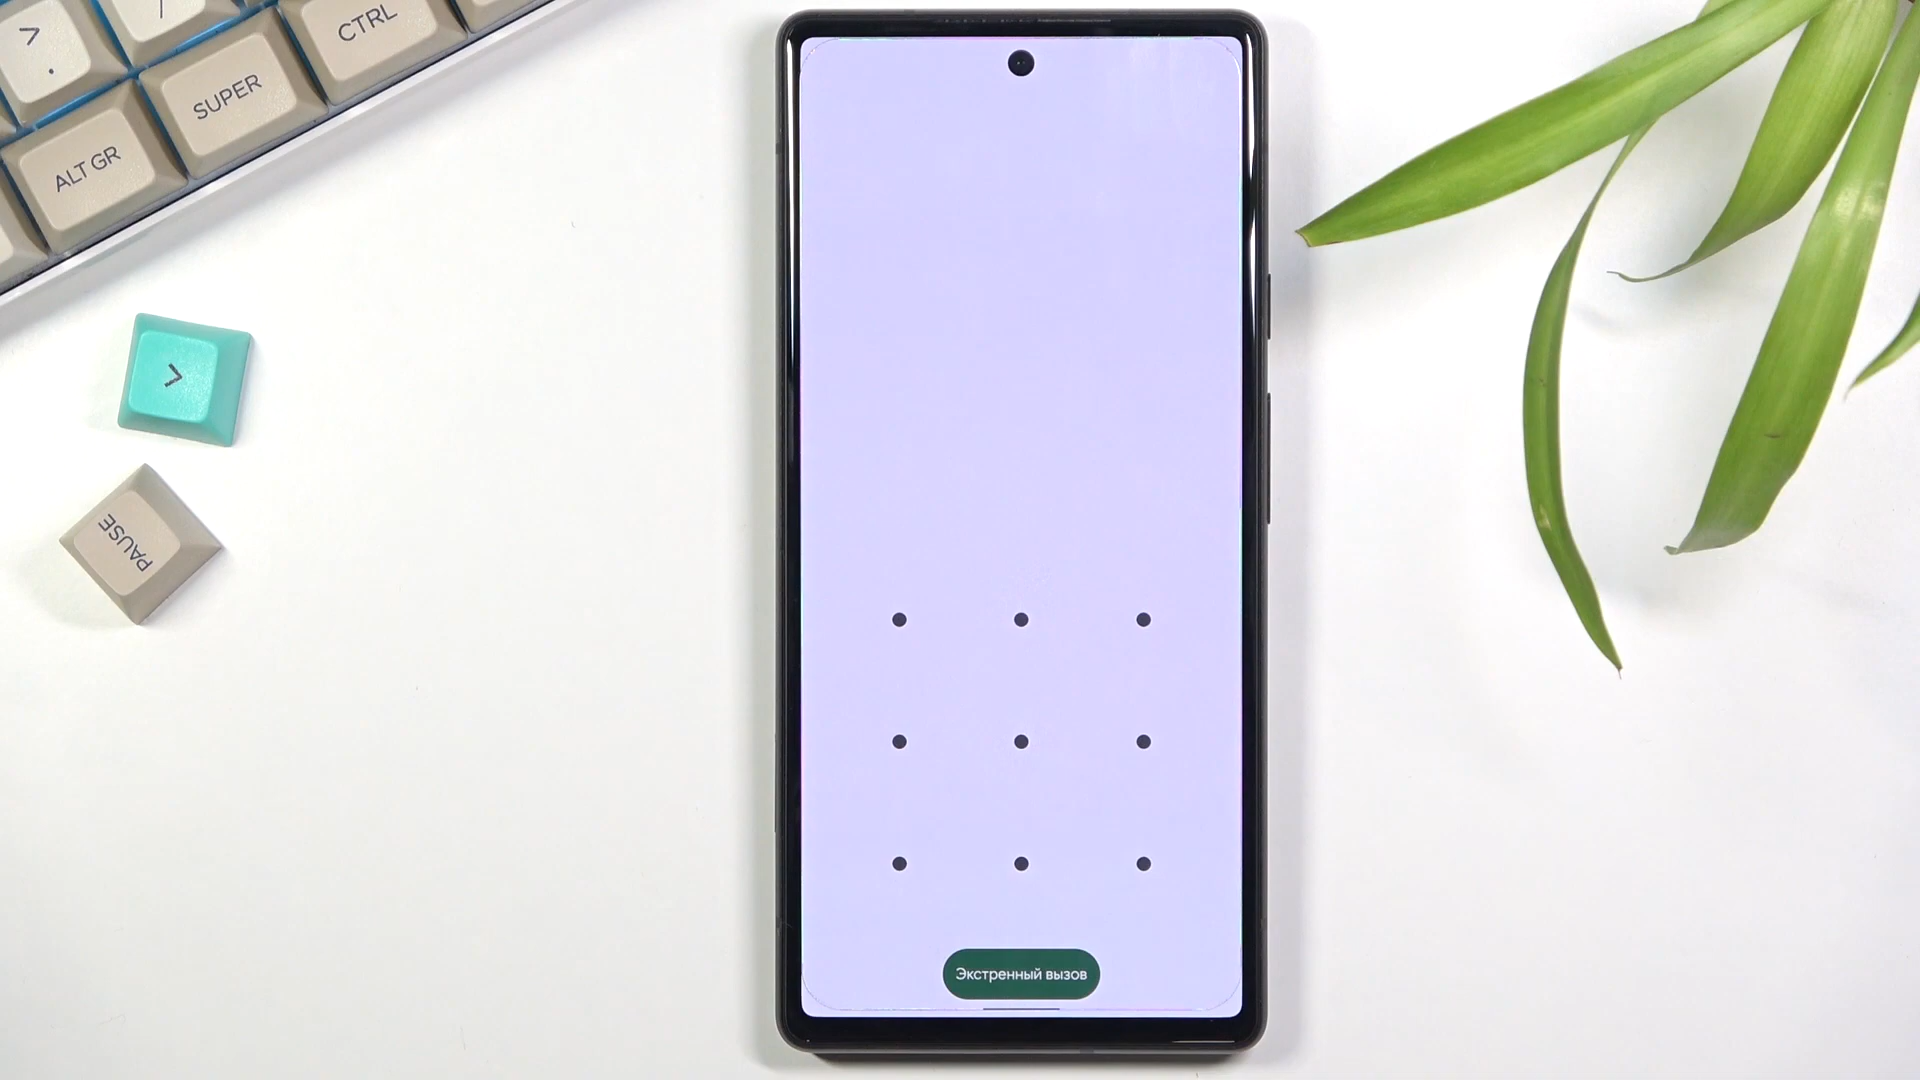 >
.
/
CTRL
SUPER
ALT GR
>
PAUSE
Экстренный вызов